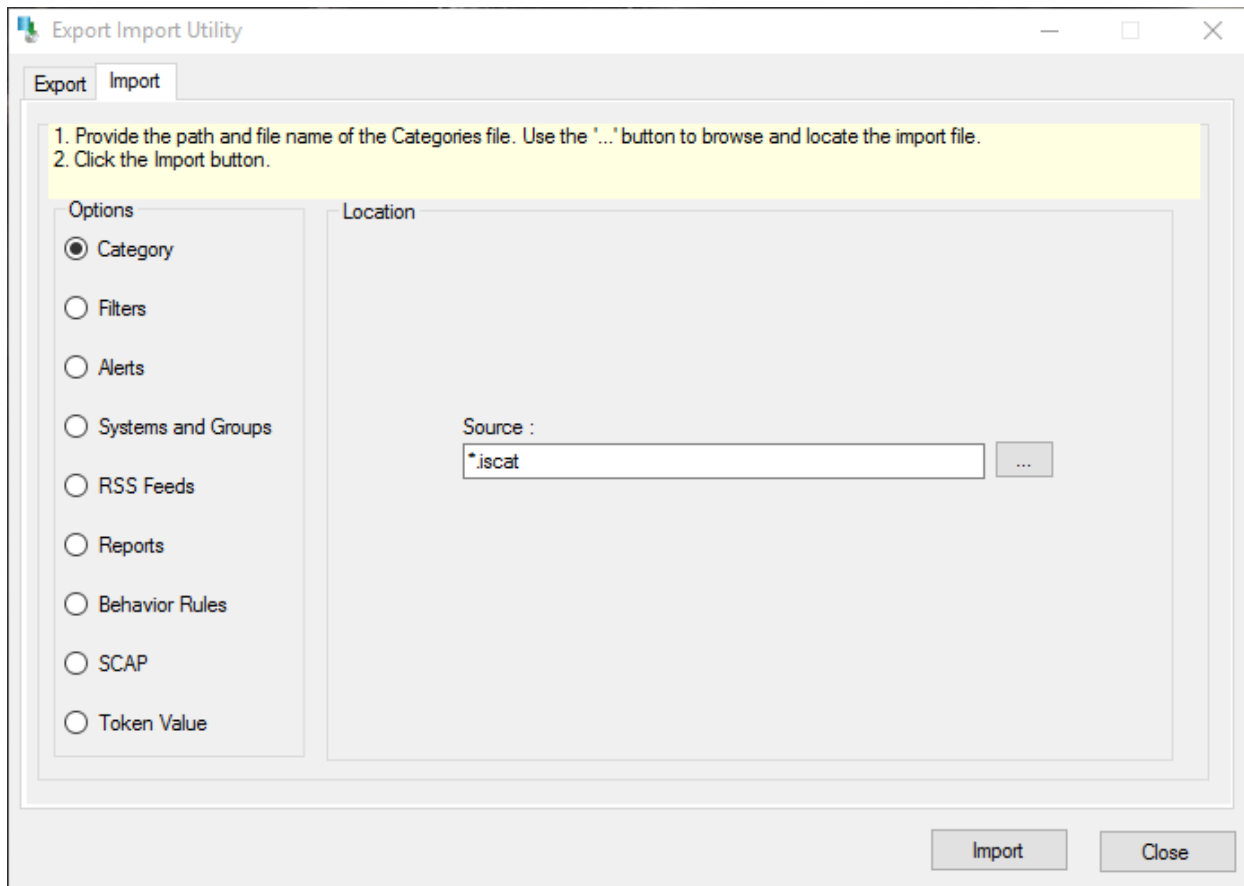 Export Import Utility
Export
Import
1. Provide the path and file name of the Categories file. Use the '...' button to browse and locate the import file.
2. Click the Import button.
Options
Category
Filters
Alerts
Systems and Groups
RSS Feeds
Reports
Behavior Rules
SCAP
Token Value
Location
Source :
*.iscat
...
Import
Close